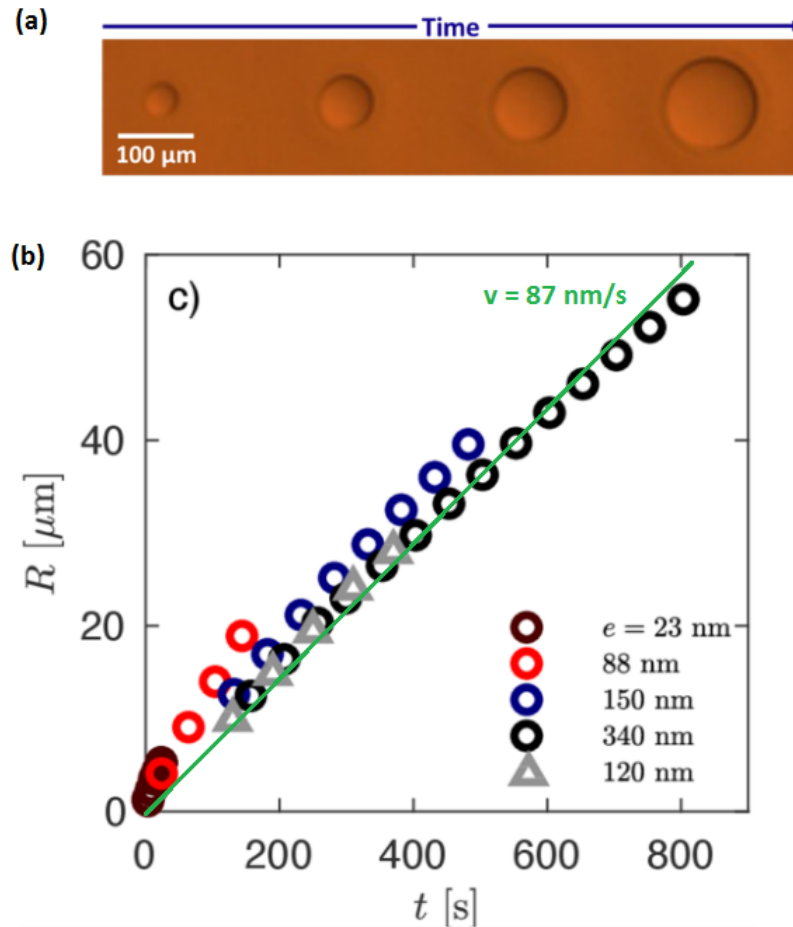 (a)
Time
100 µm
(b)
c)
v = 87 nm/s
60
40
20
0
R [µm]
0 200 400 600 800
t [s]
e = 23 nm
88 nm
150 nm
340 nm
120 nm